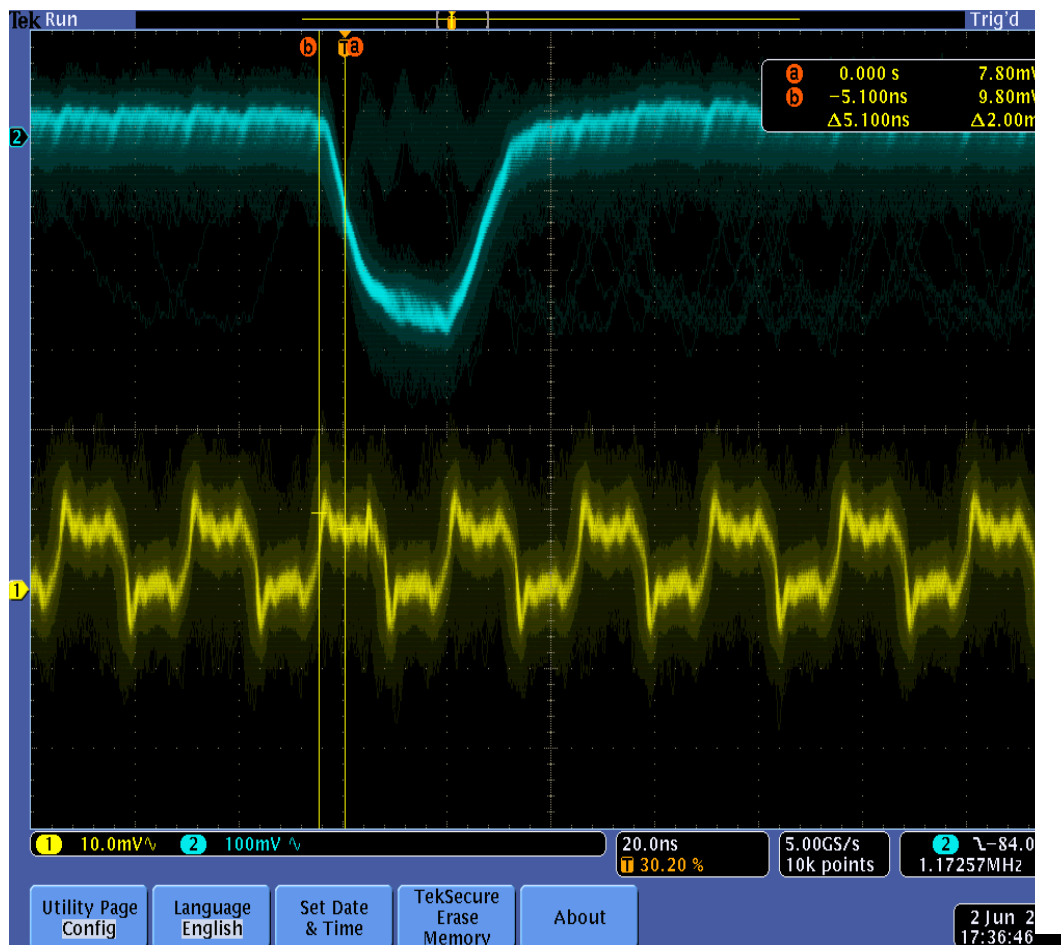 Tek Run Trig'd
b T a
a 0.000 s 7.80m
b −5.100ns 9.80m
Δ5.100ns Δ2.00m
2
1
1 10.0mV∿ 2 100mV ∿
20.0ns
T 30.20 %
5.00GS/s
10k points
2 \ −84.0
1.17257MHz
Utility Page
Config
Language
English
Set Date
& Time
TekSecure
Erase
Memory
About
2 Jun 2
17:36:46